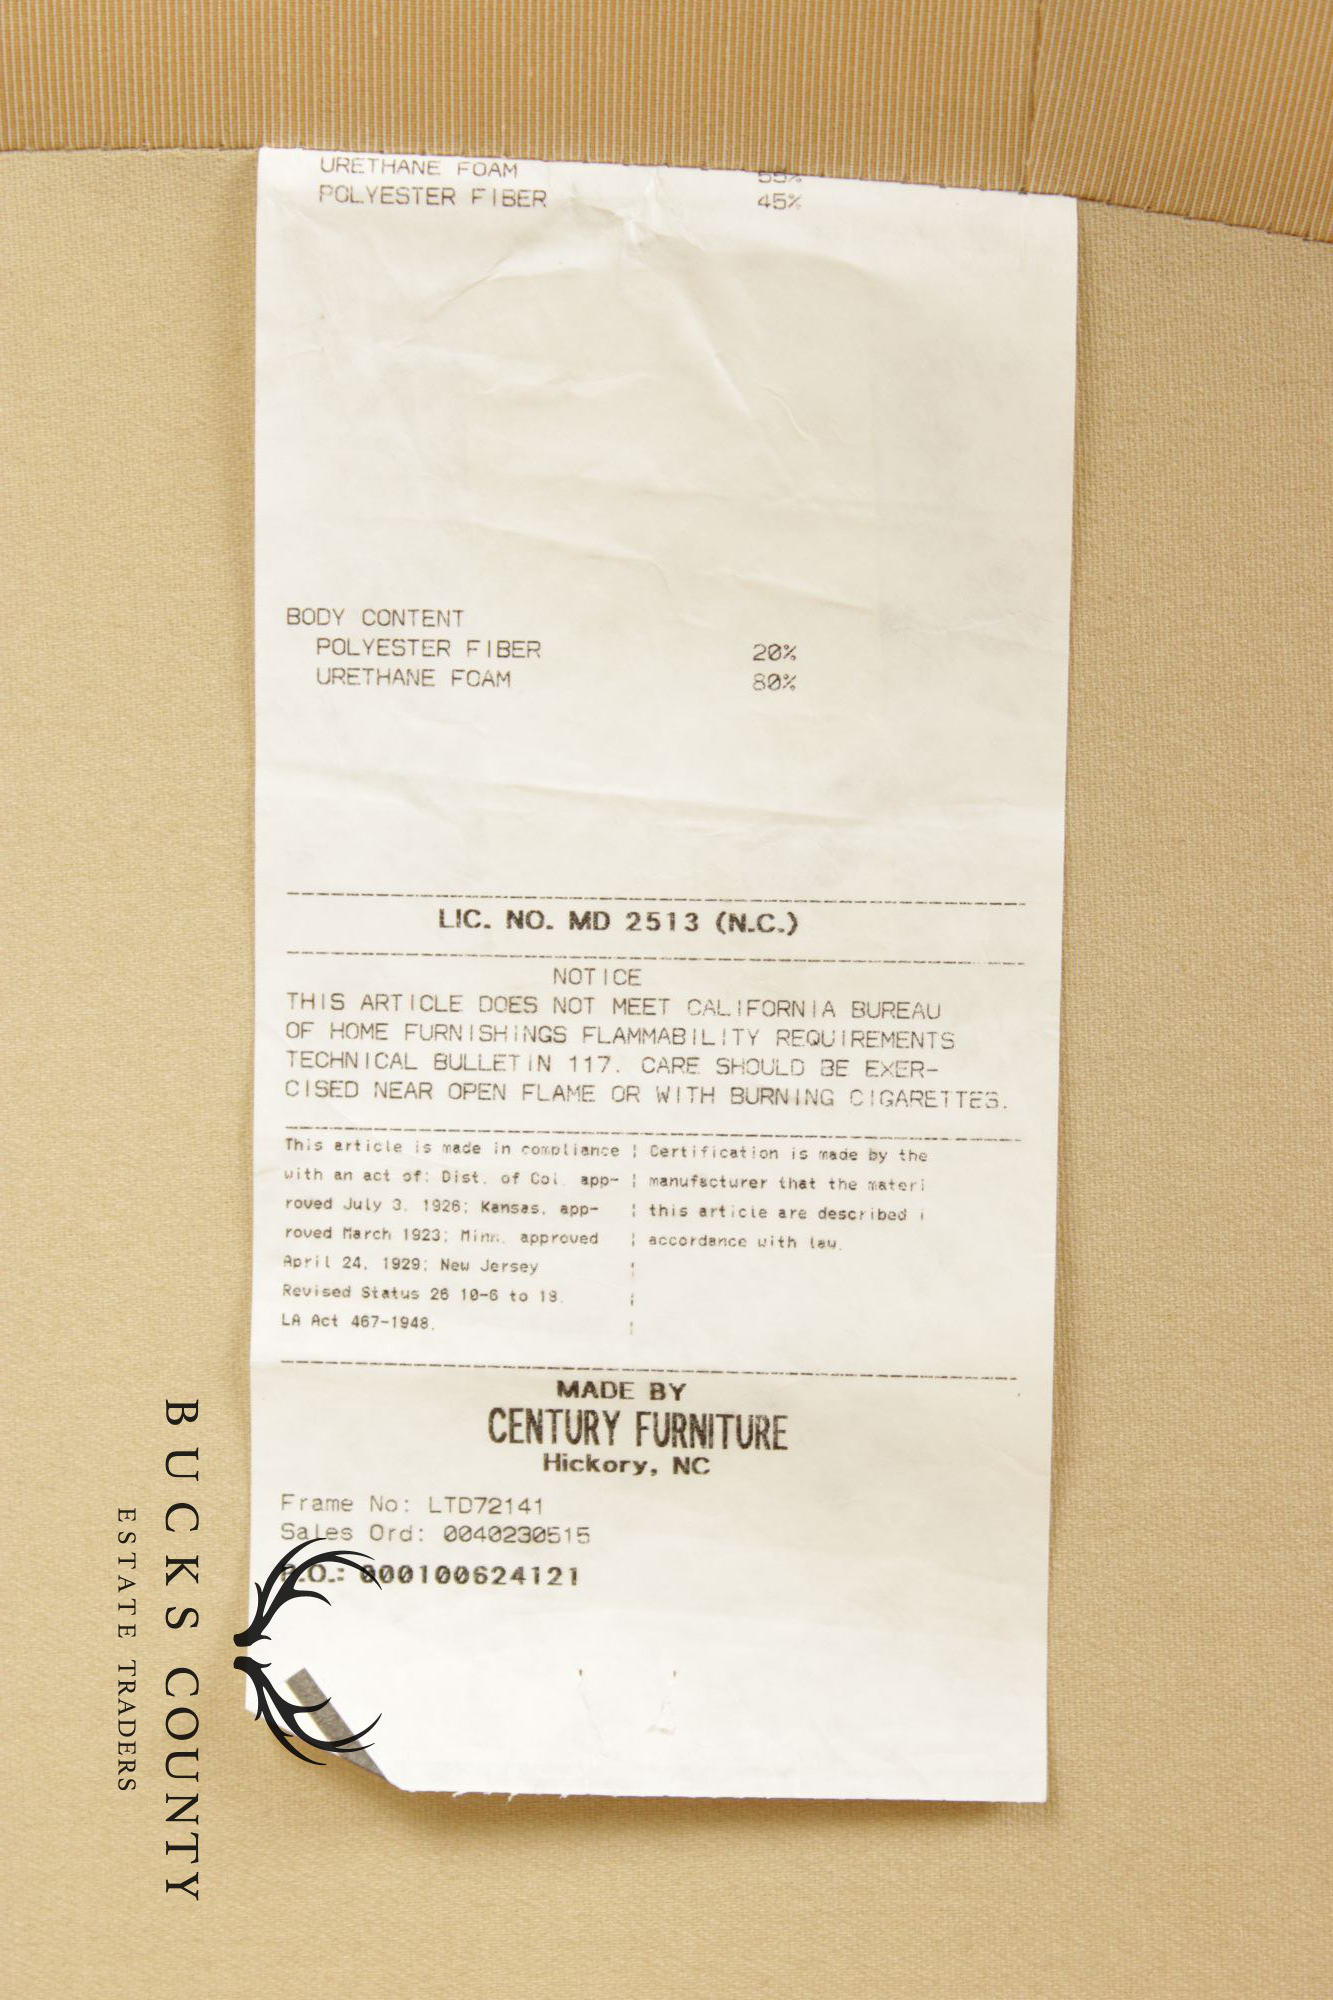 URETHANE FOAM 55%
POLYESTER FIBER 45%
BODY CONTENT
POLYESTER FIBER 20%
URETHANE FOAM 80%
LIC. NO. MD 2513 (N.C.)
NOTICE
THIS ARTICLE DOES NOT MEET CALIFORNIA BUREAU
OF HOME FURNISHINGS FLAMMABILITY REQUIREMENTS
TECHNICAL BULLETIN 117. CARE SHOULD BE EXER-
CISED NEAR OPEN FLAME OR WITH BURNING CIGARETTES.
This article is made in compliance
with an act of: Dist. of Col. app-
roved July 3, 1926; Kansas, app-
roved March 1923; Minn. approved
April 24, 1929; New Jersey
Revised Status 26 10-6 to 18.
LA Act 467-1948.
Certification is made by the
manufacturer that the materi
this article are described i
accordance with law.
MADE BY
CENTURY FURNITURE
Hickory, NC
Frame No: LTD72141
Sales Ord: 0040230515
P.O.: 000100624121
BUCKS COUNTY
ESTATE TRADERS